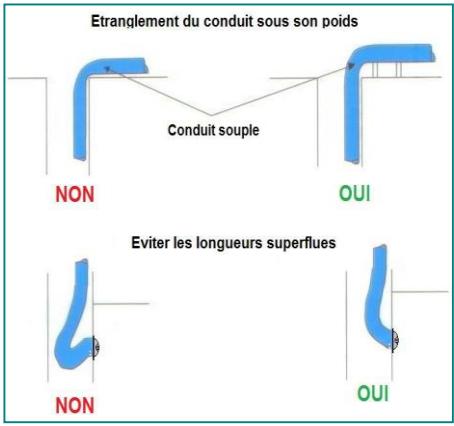 Etranglement du conduit sous son poids
Conduit souple
NON
OUI
Eviter les longueurs superflues
NON
OUI